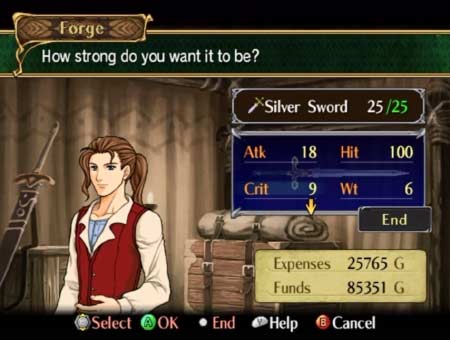 Forge
How strong do you want it to be?
Silver Sword 25/25
Atk 18 Hit 100
Crit 9 Wt 6
End
Expenses 25765 G
Funds 85351 G
Select A OK End Y Help B Cancel